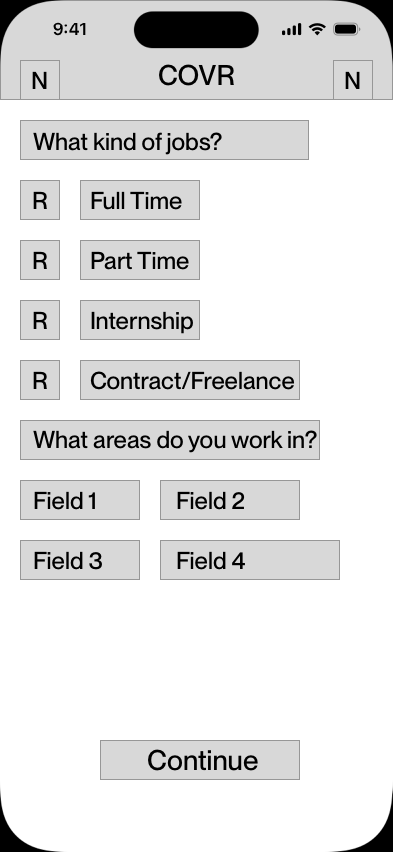 9:41
N COVR N
What kind of jobs?
R Full Time
R Part Time
R Internship
R Contract/Freelance
What areas do you work in?
Field 1 Field 2
Field 3 Field 4
Continue